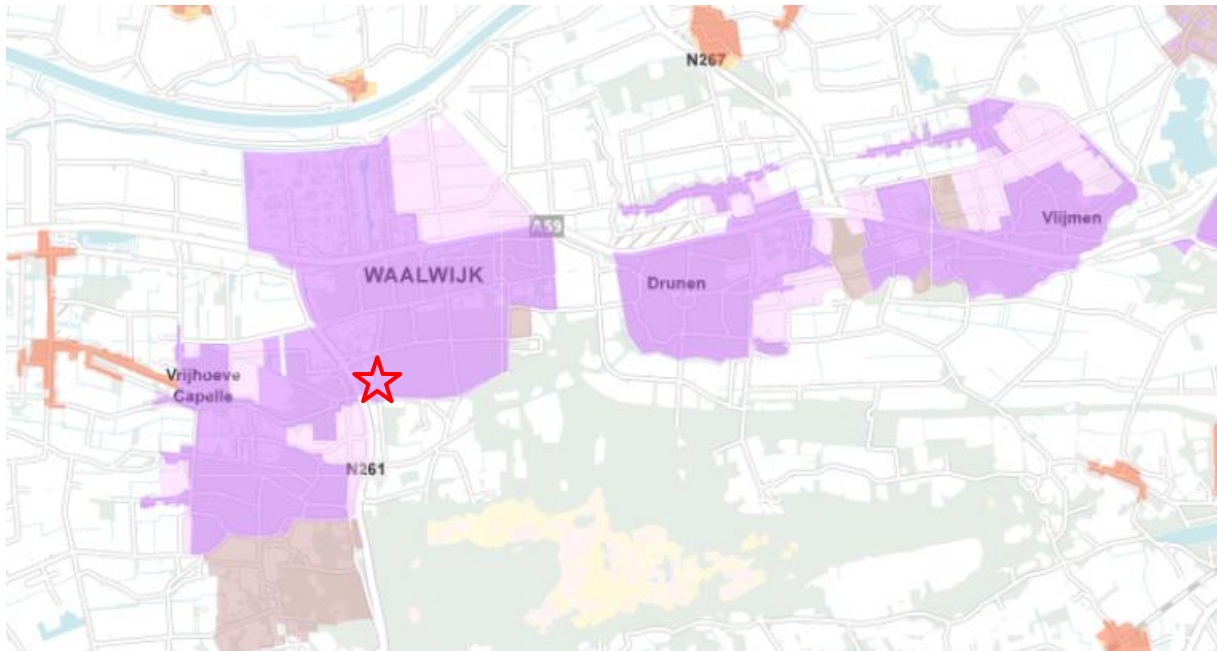 N267
A59
Vlijmen
WAALWIJK
Drunen
Vrijhoeve
Capelle
N261